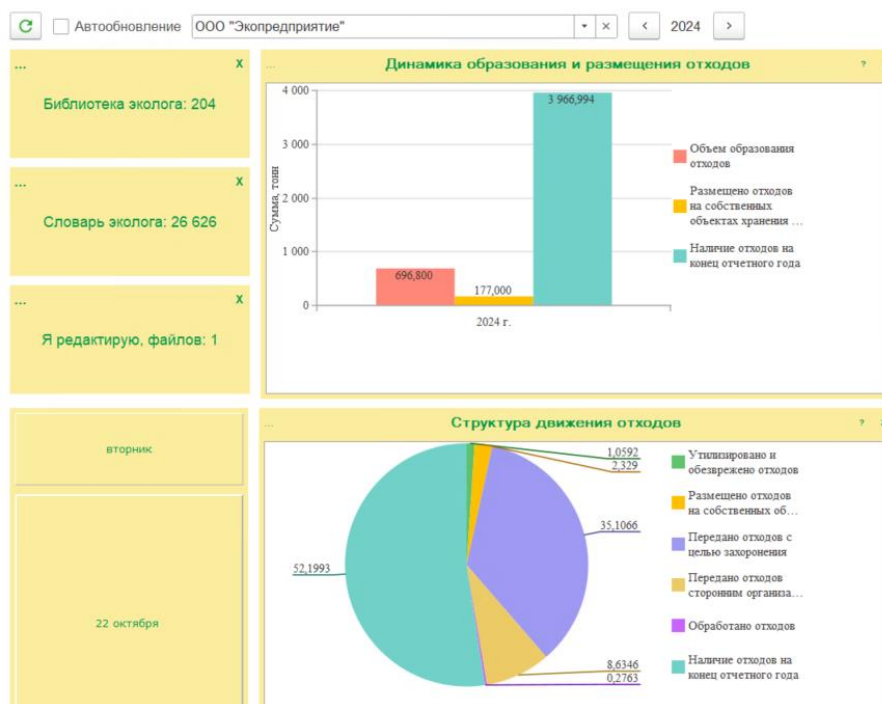 Автообновление
ООО "Экопредприятие"
2024
...
X
Библиотека эколога: 204
...
X
Словарь эколога: 26 626
...
X
Я редактирую, файлов: 1
вторник
22 октября
...
Динамика образования и размещения отходов
?
Сумма, тонн
4 000
3 000
2 000
1 000
0
696,800
177,000
3 966,994
2024 г.
Объем образования
отходов
Размещено отходов
на собственных
объектах хранения ...
Наличие отходов на
конец отчетного года
...
Структура движения отходов
?
1,0592
2,329
35,1066
52,1993
8,6346
0,2763
Утилизировано и
обезврежено отходов
Размещено отходов
на собственных об...
Передано отходов с
целью захоронения
Передано отходов
сторонним организа...
Обработано отходов
Наличие отходов на
конец отчетного года